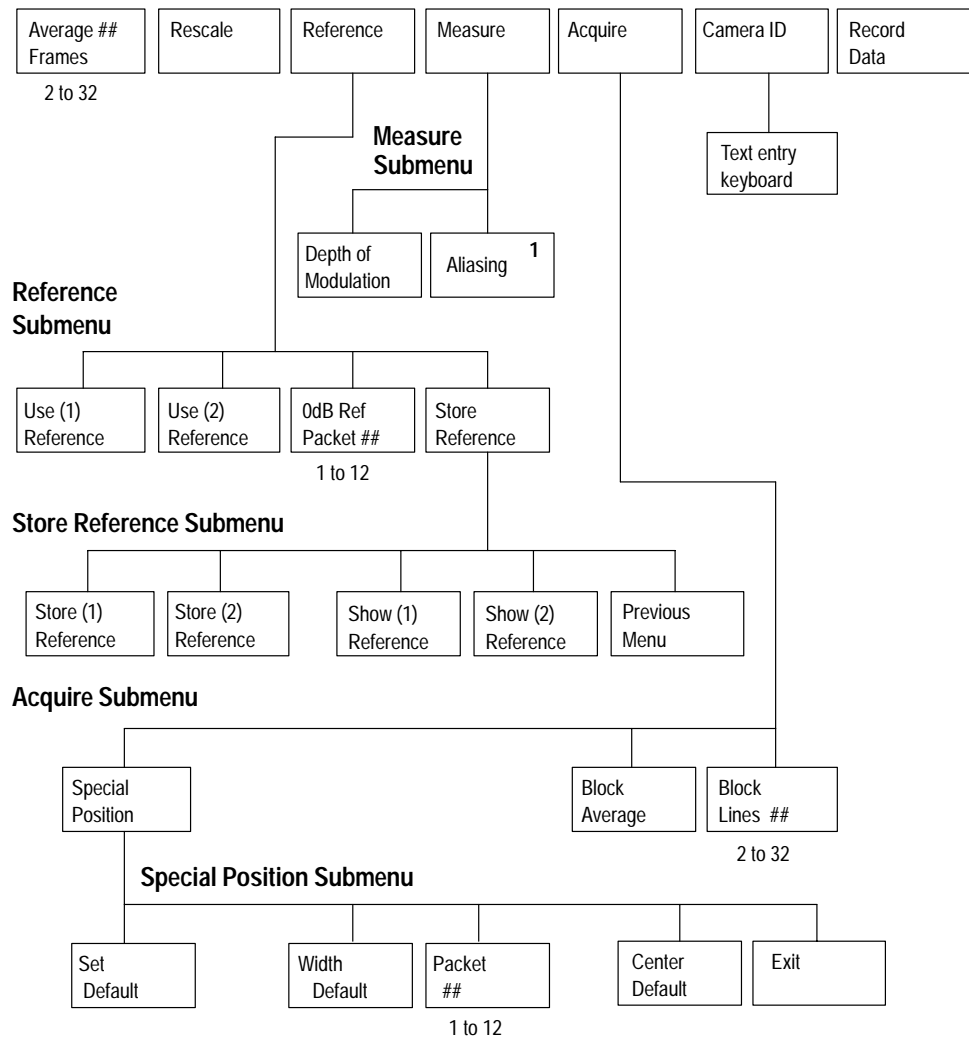 Average ##
Frames
Rescale
Reference
Measure
Acquire
Camera ID
Record
Data
2 to 32
Measure
Submenu
Text entry
keyboard
Depth of
Modulation
Aliasing 1
Reference
Submenu
Use (1)
Reference
Use (2)
Reference
0dB Ref
Packet ##
Store
Reference
1 to 12
Store Reference Submenu
Store (1)
Reference
Store (2)
Reference
Show (1)
Reference
Show (2)
Reference
Previous
Menu
Acquire Submenu
Special
Position
Block
Average
Block
Lines ##
2 to 32
Special Position Submenu
Set
Default
Width
Default
Packet
##
Center
Default
Exit
1 to 12